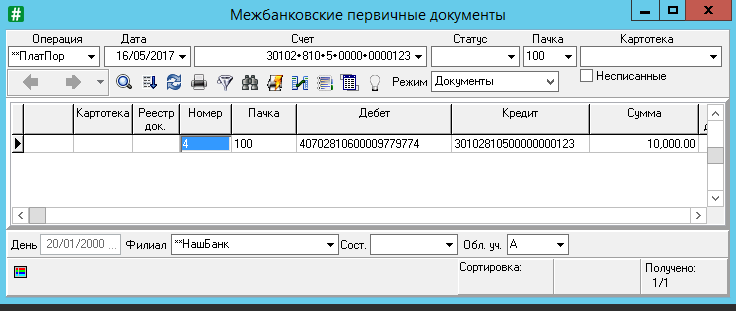 # Межбанковские первичные документы
Операция Дата Счет Статус Пачка Картотека
**ПлатПор 16/05/2017 30102•810•5•0000•0000123 100
Режим Документы Несписанные
Картотека Реестр док. Номер Пачка Дебет Кредит Сумма д
4 100 40702810600009779774 30102810500000000123 10,000.00
День 20/01/2000 ... Филиал **НашБанк Сост. Обл. уч. А
Сортировка: Получено:
1/1